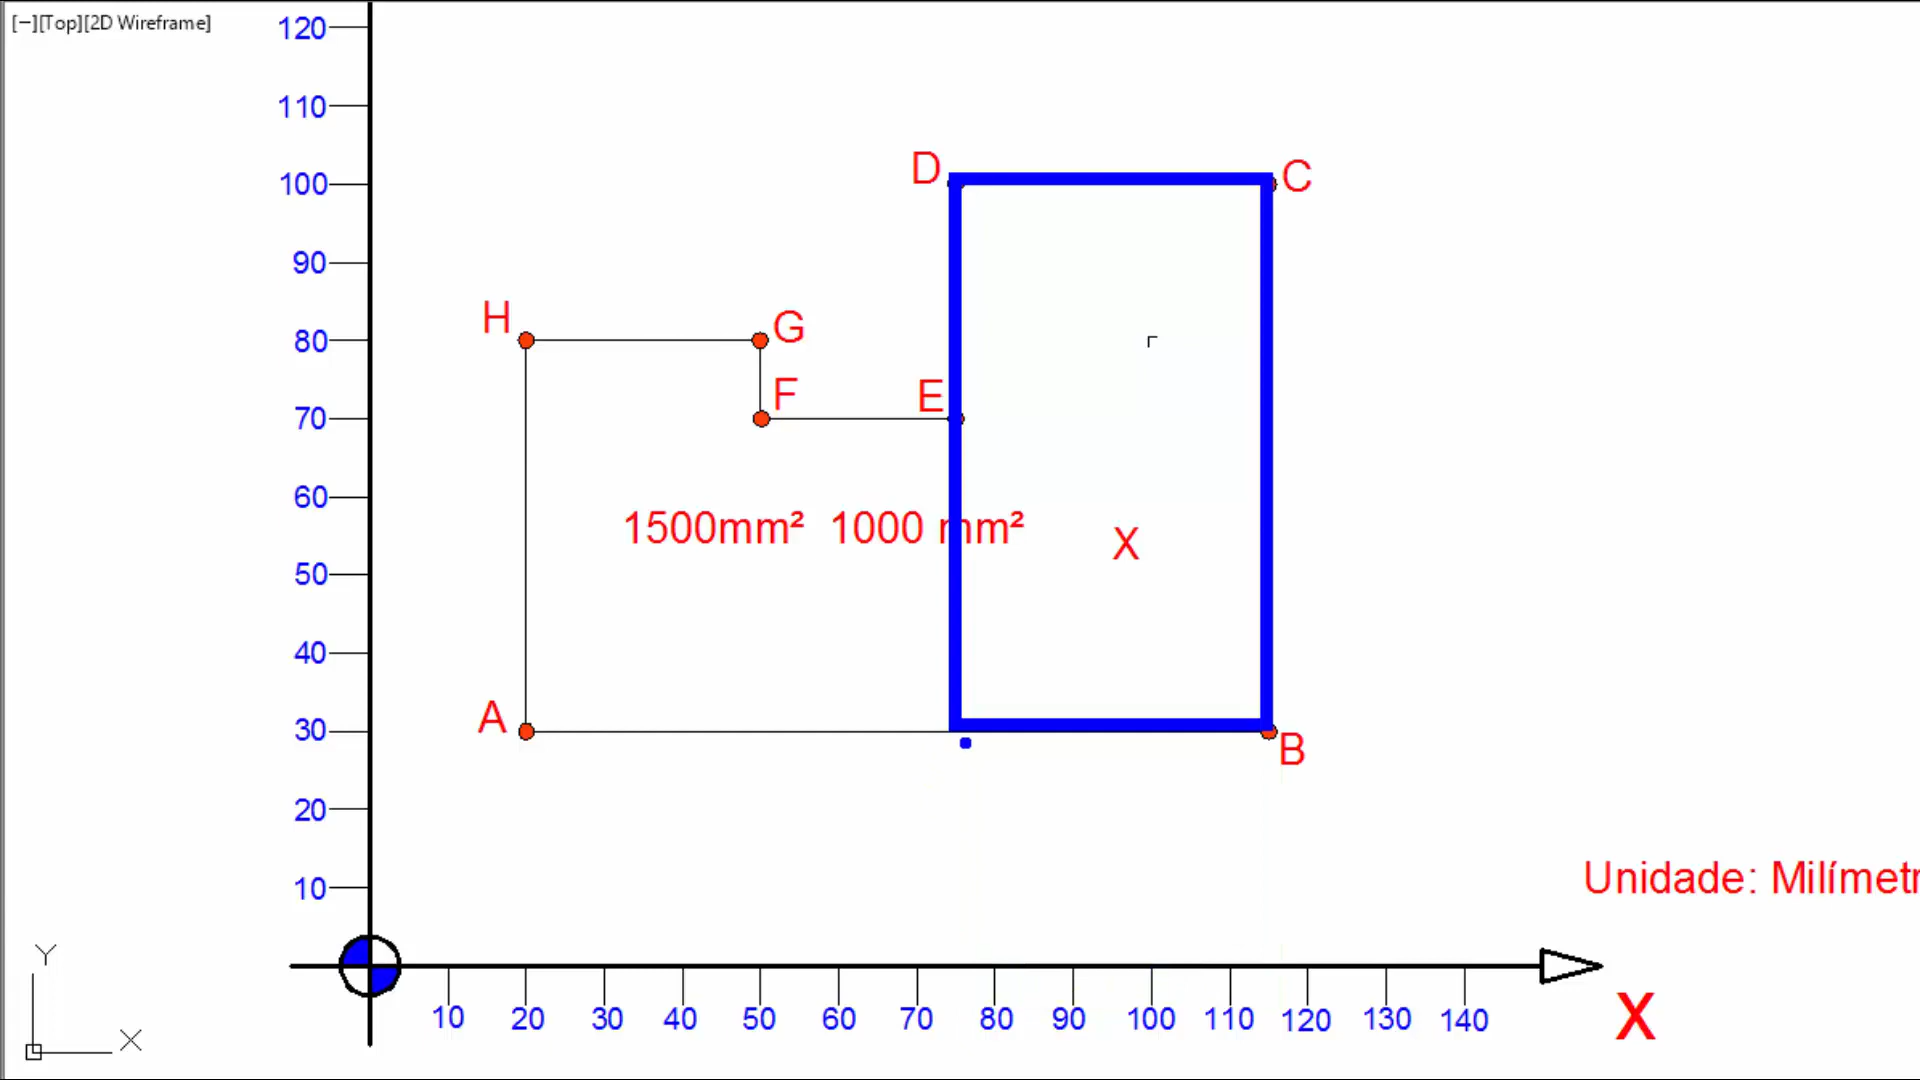 [−][Top][2D Wireframe]
120
110
100
90
80
70
60
50
40
30
20
10
D
C
H
G
F
E
1500mm² 1000 mm²
X
A
B
Unidade: Milímetr
Y
X
10 20 30 40 50 60 70 80 90 100 110 120 130 140
X